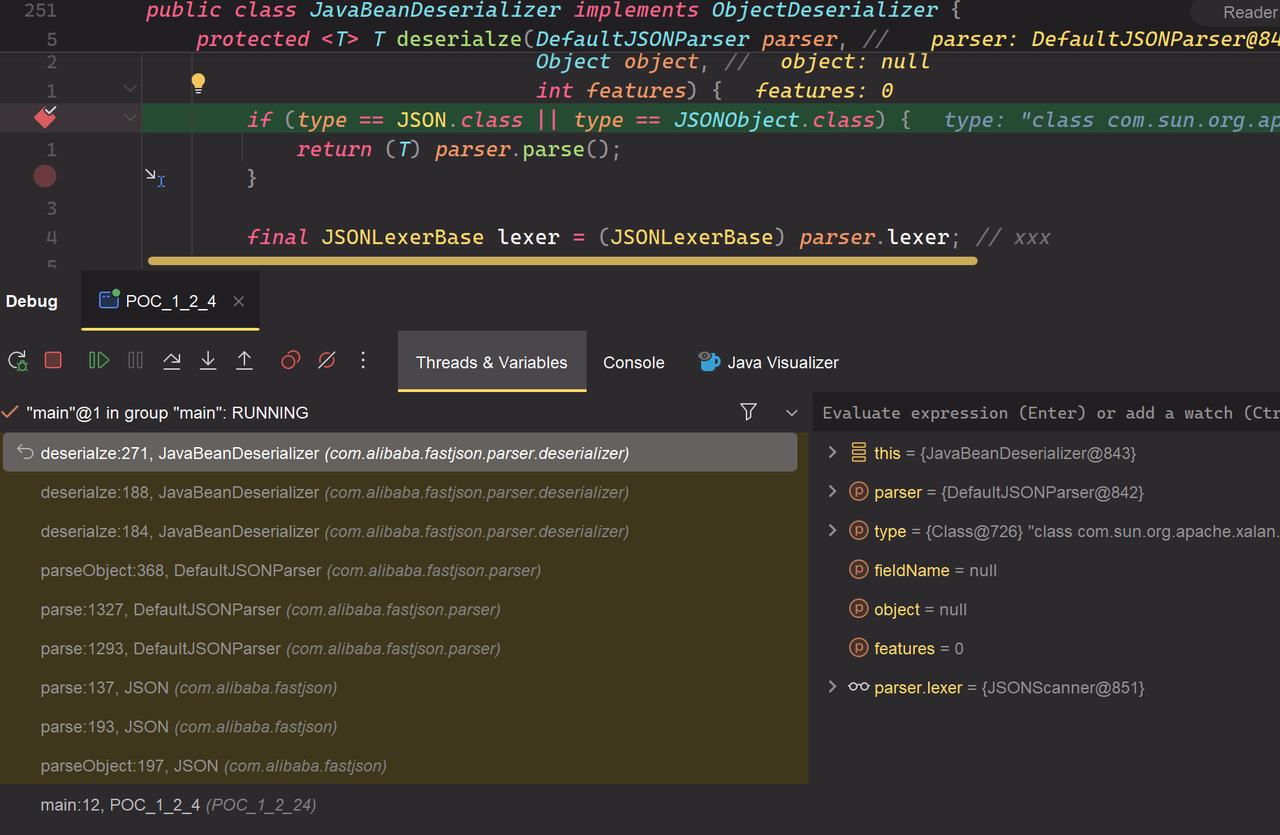 251 public class JavaBeanDeserializer implements ObjectDeserializer {
Reader
5 protected <T> T deserialze(DefaultJSONParser parser, // parser: DefaultJSONParser@84
2 Object object, // object: null
1 int features) { features: 0
if (type == JSON.class || type == JSONObject.class) { type: "class com.sun.org.ap
1 return (T) parser.parse();
}
3
4 final JSONLexerBase lexer = (JSONLexerBase) parser.lexer; // xxx
5
Debug POC_1_2_4
Threads & Variables Console Java Visualizer
"main"@1 in group "main": RUNNING
deserialze:271, JavaBeanDeserializer (com.alibaba.fastjson.parser.deserializer)
deserialze:188, JavaBeanDeserializer (com.alibaba.fastjson.parser.deserializer)
deserialze:184, JavaBeanDeserializer (com.alibaba.fastjson.parser.deserializer)
parseObject:368, DefaultJSONParser (com.alibaba.fastjson.parser)
parse:1327, DefaultJSONParser (com.alibaba.fastjson.parser)
parse:1293, DefaultJSONParser (com.alibaba.fastjson.parser)
parse:137, JSON (com.alibaba.fastjson)
parse:193, JSON (com.alibaba.fastjson)
parseObject:197, JSON (com.alibaba.fastjson)
main:12, POC_1_2_4 (POC_1_2_24)
Evaluate expression (Enter) or add a watch (Ctr
this = {JavaBeanDeserializer@843}
parser = {DefaultJSONParser@842}
type = {Class@726} "class com.sun.org.apache.xalan.
fieldName = null
object = null
features = 0
parser.lexer = {JSONScanner@851}